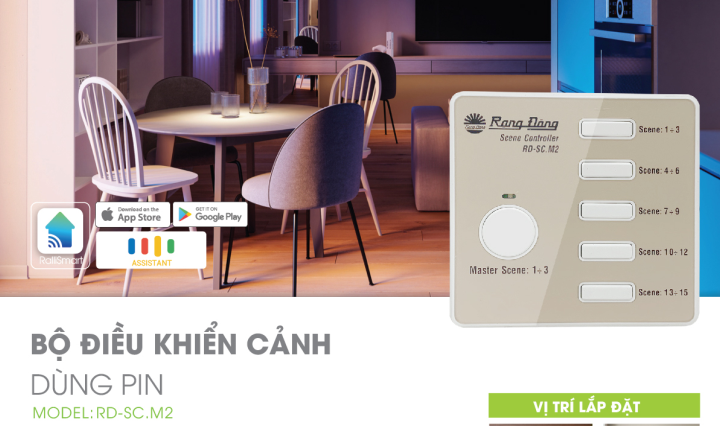 Rạng Đông
Scene Controller
RD-SC.M2
Scene: 1÷3
Scene: 4÷6
Scene: 7÷9
Scene: 10÷12
Scene: 13÷15
Master Scene: 1÷3
RalliSmart
Download on the
App Store
GET IT ON
Google Play
ASSISTANT
BỘ ĐIỀU KHIỂN CẢNH
DÙNG PIN
MODEL: RD-SC.M2
VỊ TRÍ LẮP ĐẶT